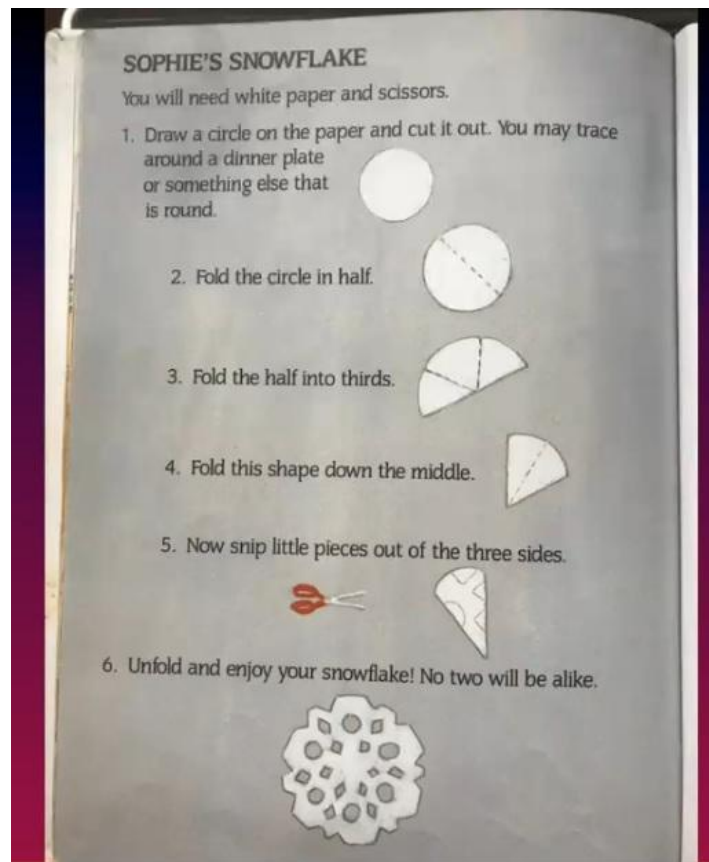 SOPHIE'S SNOWFLAKE
You will need white paper and scissors.
1. Draw a circle on the paper and cut it out. You may trace
around a dinner plate
or something else that
is round.
2. Fold the circle in half.
3. Fold the half into thirds.
4. Fold this shape down the middle.
5. Now snip little pieces out of the three sides.
6. Unfold and enjoy your snowflake! No two will be alike.